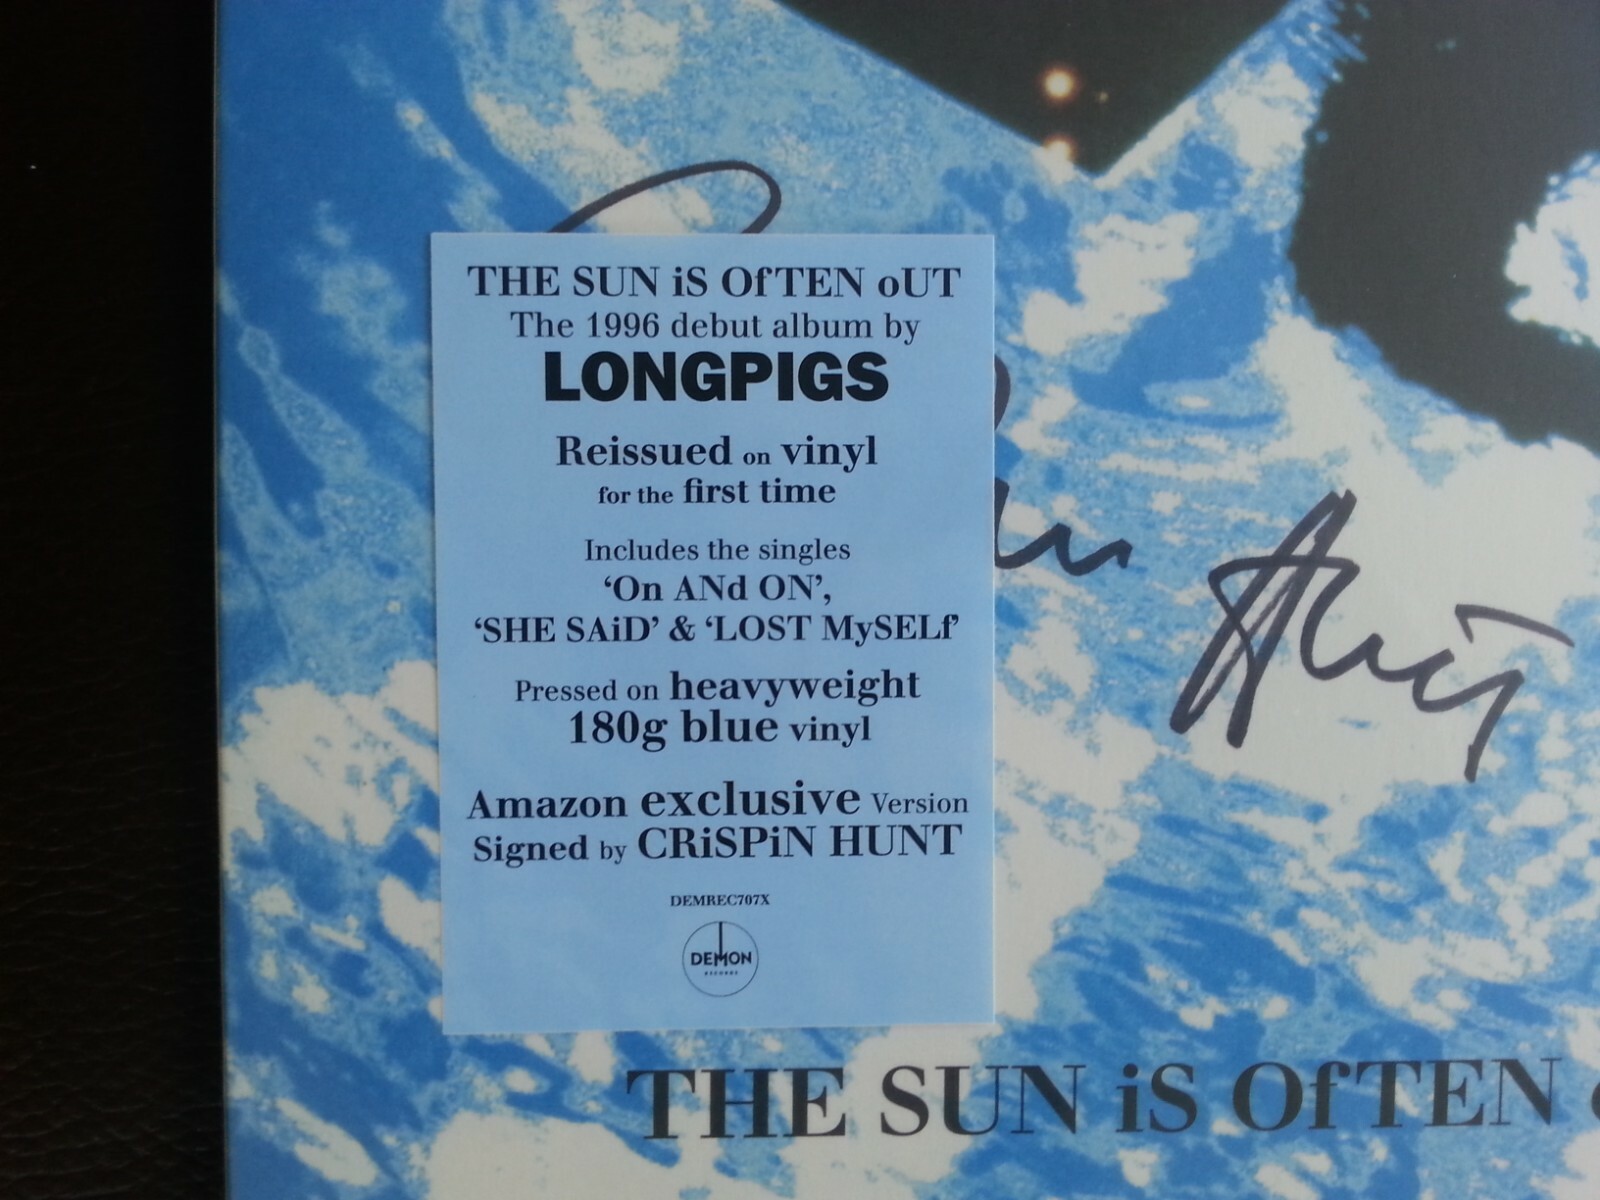 THE SUN iS OfTEN oUT
The 1996 debut album by
LONGPIGS
Reissued on vinyl
for the first time
Includes the singles
‘On ANd ON’,
‘SHE SAiD’ & ‘LOST MySELf’
Pressed on heavyweight
180g blue vinyl
Amazon exclusive Version
Signed by CRiSPiN HUNT
DEMREC707X
DEMON
RECORDS
Hunt
THE SUN iS OfTEN